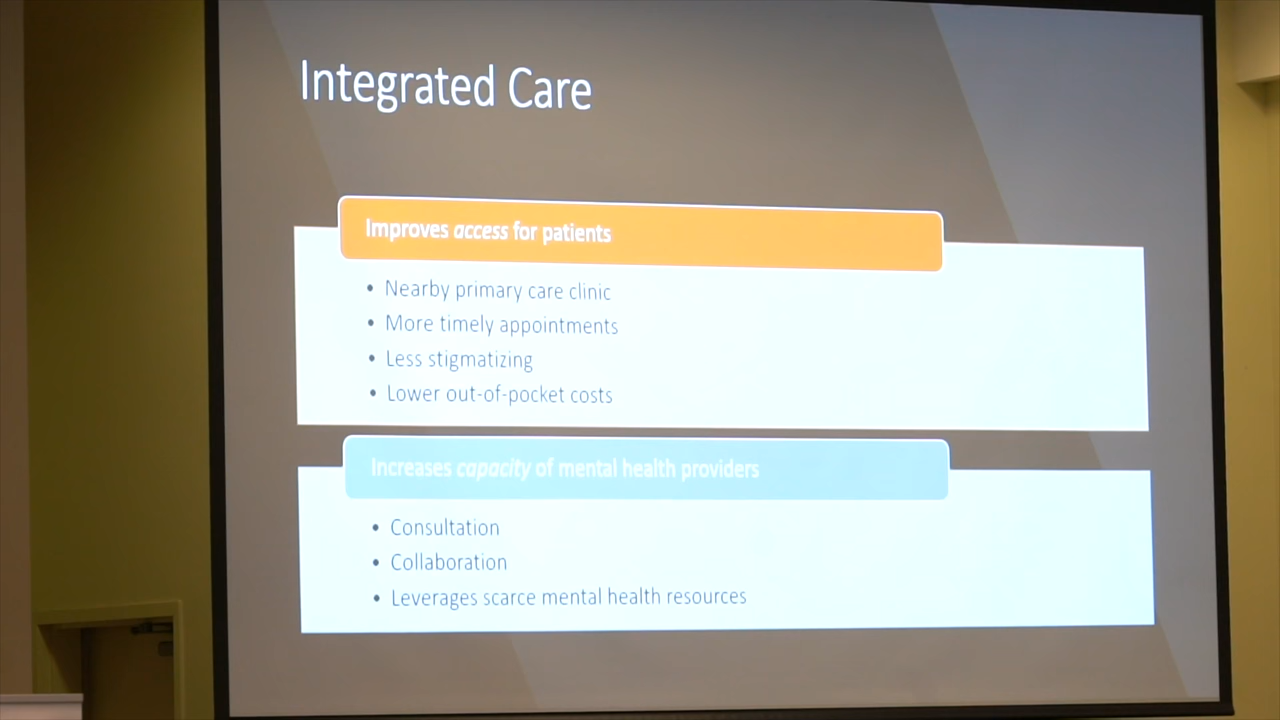 Integrated Care
Improves access for patients
• Nearby primary care clinic
• More timely appointments
• Less stigmatizing
• Lower out-of-pocket costs
Increases capacity of mental health providers
• Consultation
• Collaboration
• Leverages scarce mental health resources